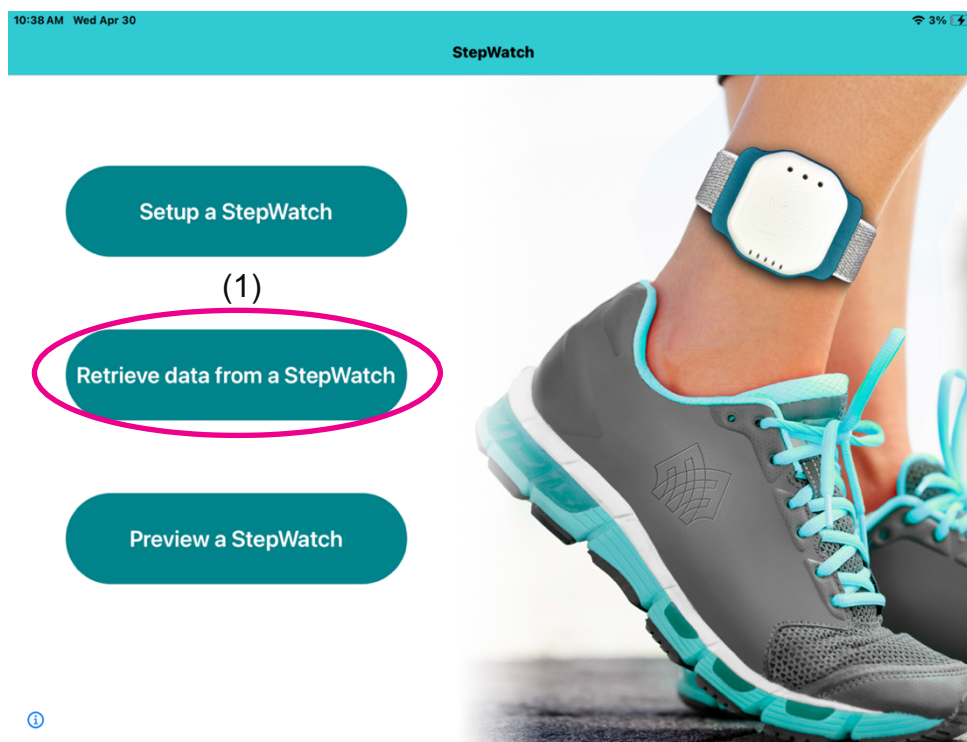 10:38 AM Wed Apr 30 3%
StepWatch
Setup a StepWatch
(1)
Retrieve data from a StepWatch
Preview a StepWatch